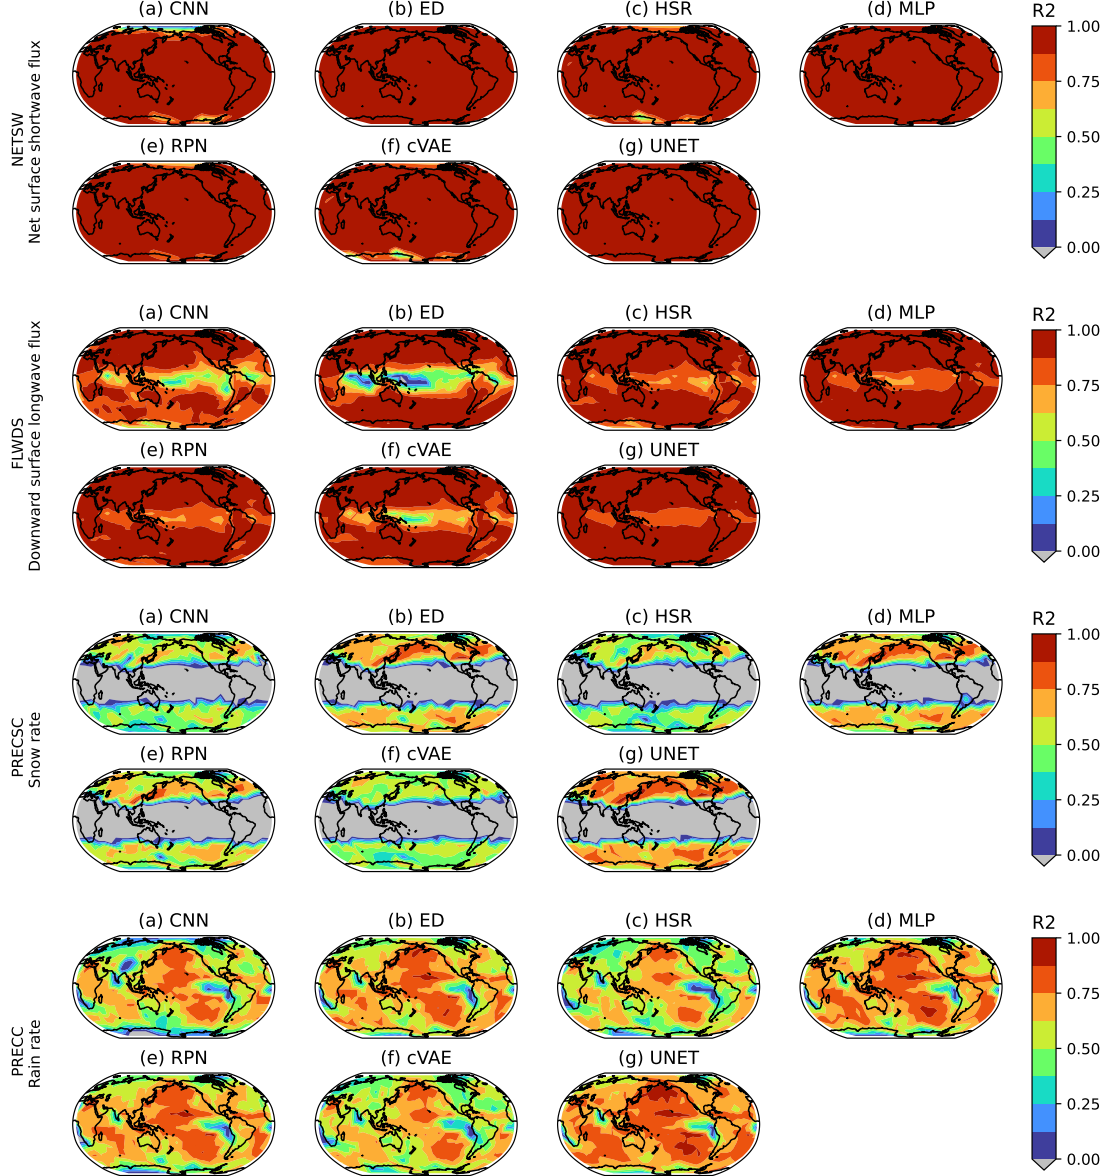 (a) CNN (b) ED (c) HSR (d) MLP R2
1.00
0.75
0.50
0.25
0.00
NETSW
Net surface shortwave flux
(e) RPN (f) cVAE (g) UNET
(a) CNN (b) ED (c) HSR (d) MLP R2
1.00
0.75
0.50
0.25
0.00
FLWDS
Downward surface longwave flux
(e) RPN (f) cVAE (g) UNET
(a) CNN (b) ED (c) HSR (d) MLP R2
1.00
0.75
0.50
0.25
0.00
PRECSC
Snow rate
(e) RPN (f) cVAE (g) UNET
(a) CNN (b) ED (c) HSR (d) MLP R2
1.00
0.75
0.50
0.25
0.00
PRECC
Rain rate
(e) RPN (f) cVAE (g) UNET